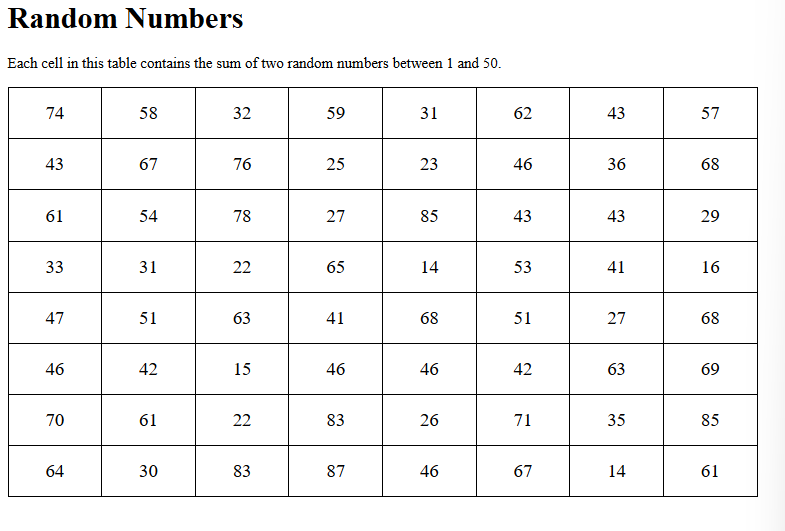 Random Numbers
Each cell in this table contains the sum of two random numbers between 1 and 50.
74 58 32 59 31 62 43 57
43 67 76 25 23 46 36 68
61 54 78 27 85 43 43 29
33 31 22 65 14 53 41 16
47 51 63 41 68 51 27 68
46 42 15 46 46 42 63 69
70 61 22 83 26 71 35 85
64 30 83 87 46 67 14 61